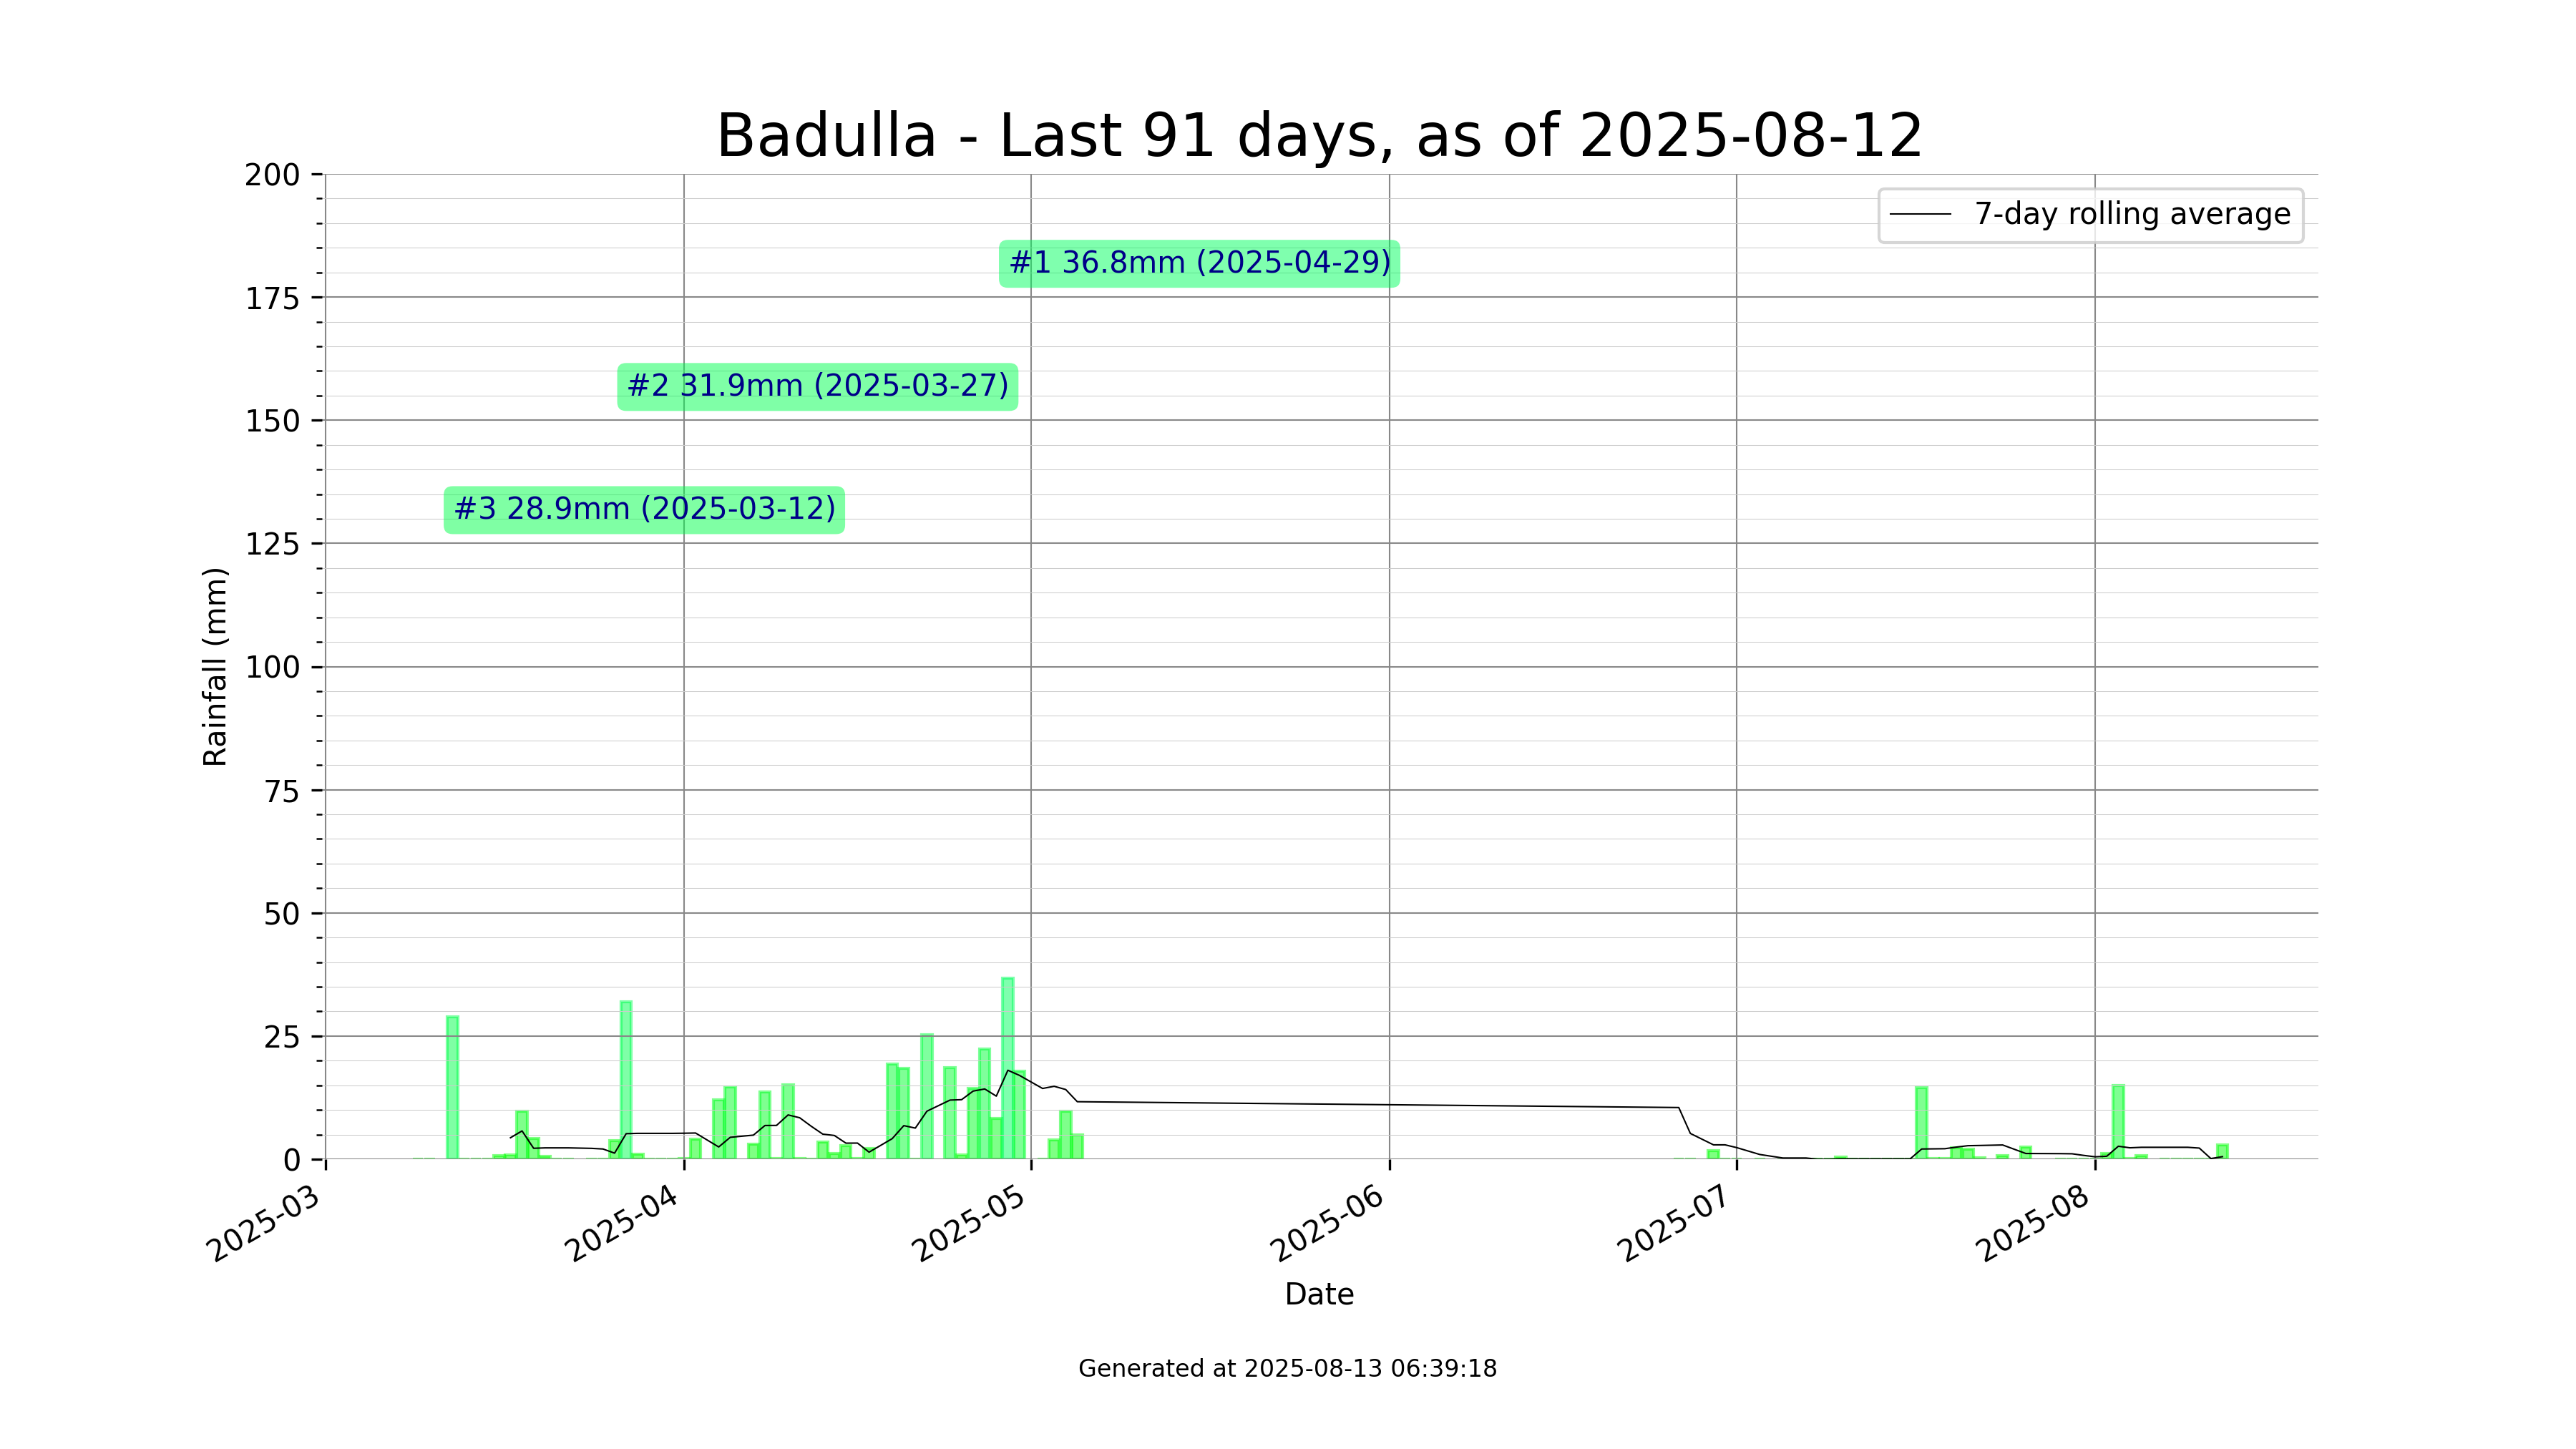 Badulla - Last 91 days, as of 2025-08-12
7-day rolling average
#1 36.8mm (2025-04-29)
#2 31.9mm (2025-03-27)
#3 28.9mm (2025-03-12)
Rainfall (mm)
200
175
150
125
100
75
50
25
0
2025-03
2025-04
2025-05
2025-06
2025-07
2025-08
Date
Generated at 2025-08-13 06:39:18